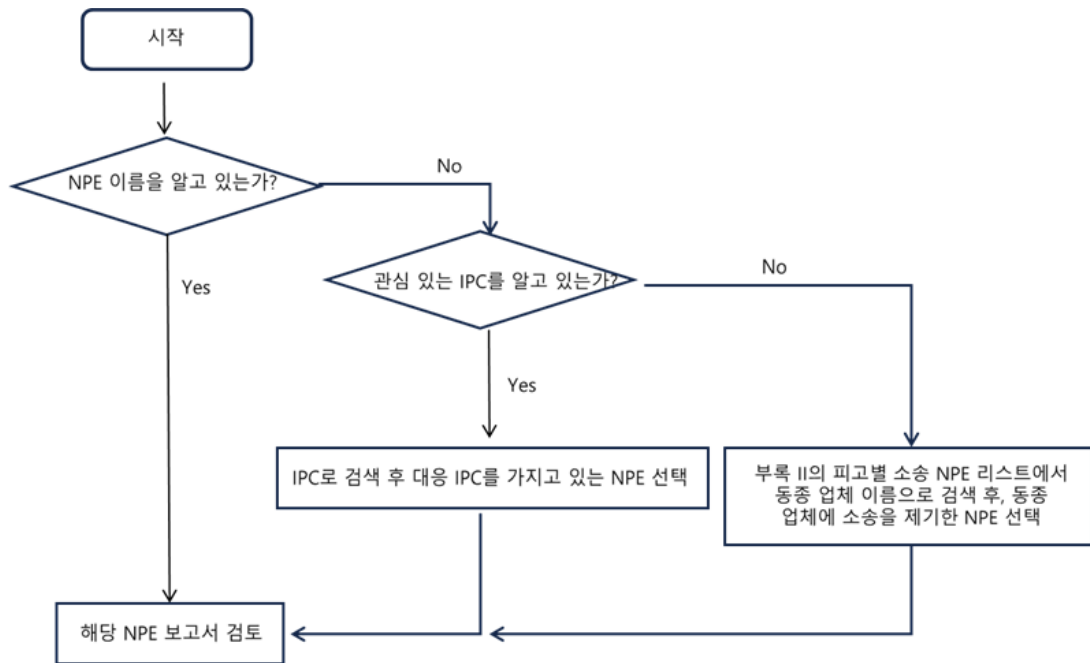 시작
NPE 이름을 알고 있는가?
No
관심 있는 IPC를 알고 있는가?
No
Yes
Yes
IPC로 검색 후 대응 IPC를 가지고 있는 NPE 선택
부록 II의 피고별 소송 NPE 리스트에서
동종 업체 이름으로 검색 후, 동종
업체에 소송을 제기한 NPE 선택
해당 NPE 보고서 검토